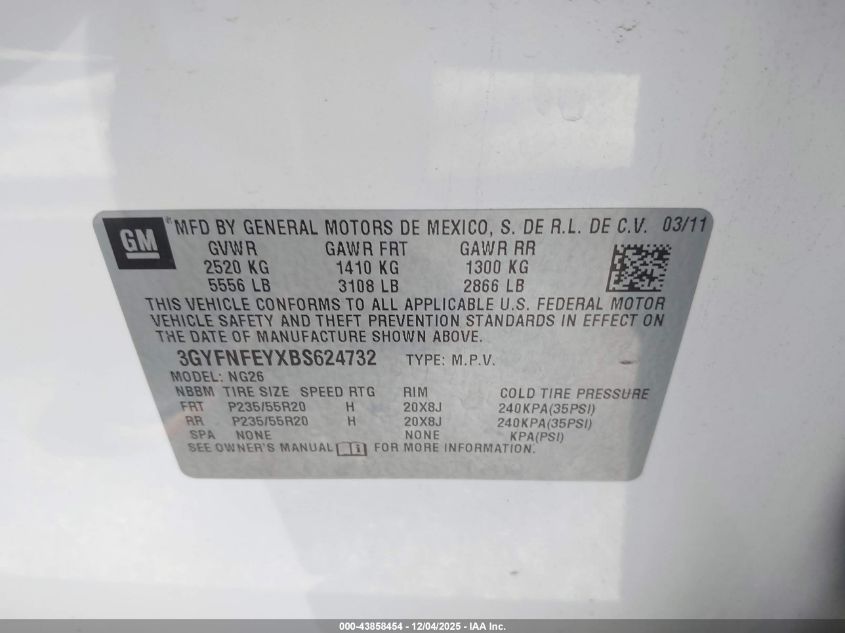 GM ® MFD BY GENERAL MOTORS DE MEXICO, S. DE R.L. DE C.V. 03/11
GVWR GAWR FRT GAWR RR
2520 KG 1410 KG 1300 KG
5556 LB 3108 LB 2866 LB
THIS VEHICLE CONFORMS TO ALL APPLICABLE U.S. FEDERAL MOTOR
VEHICLE SAFETY AND THEFT PREVENTION STANDARDS IN EFFECT ON
THE DATE OF MANUFACTURE SHOWN ABOVE.
3GYFNFEYXBS624732 TYPE: M.P.V.
MODEL: NG26
NBBM TIRE SIZE SPEED RTG RIM COLD TIRE PRESSURE
FRT P235/55R20 H 20X8J 240KPA(35PSI)
RR P235/55R20 H 20X8J 240KPA(35PSI)
SPA NONE NONE KPA(PSI)
SEE OWNER'S MANUAL i FOR MORE INFORMATION.
000-43858454 - 12/04/2025 - IAA Inc.